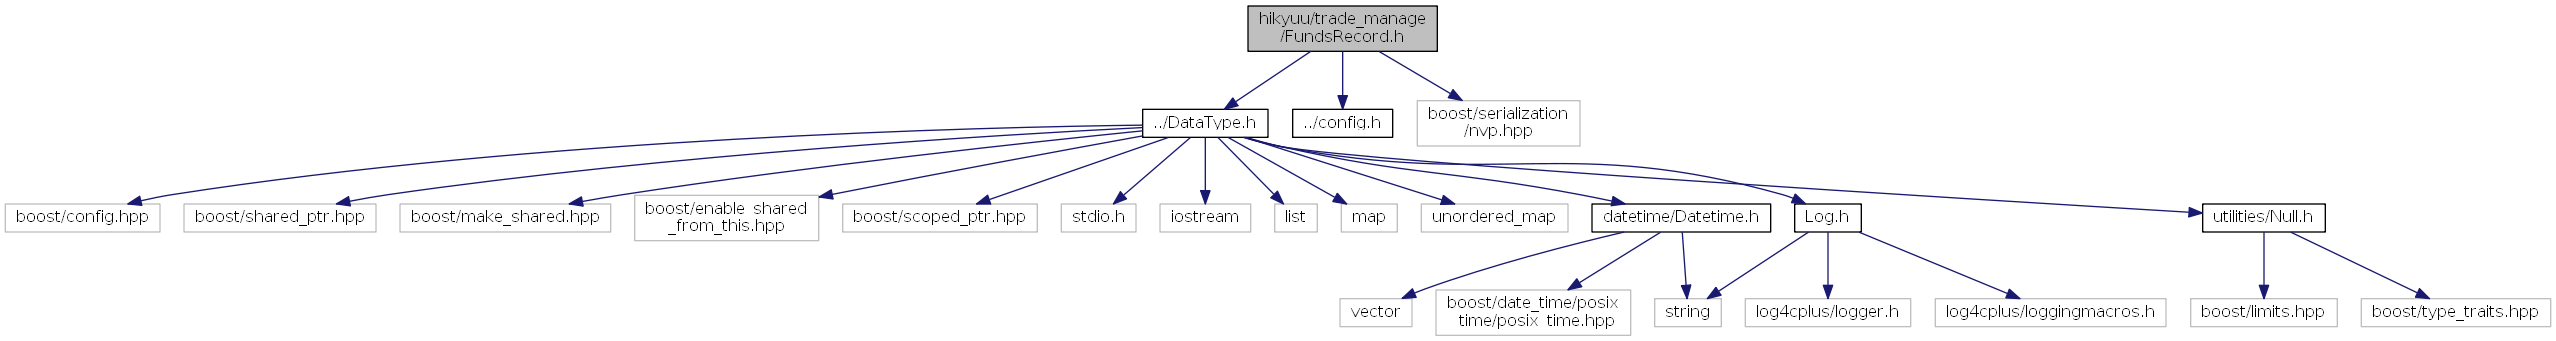 hikyuu/trade_manage
/FundsRecord.h
../DataType.h
../config.h
boost/serialization
/nvp.hpp
boost/config.hpp
boost/shared_ptr.hpp
boost/make_shared.hpp
boost/enable_shared
_from_this.hpp
boost/scoped_ptr.hpp
stdio.h
iostream
list
map
unordered_map
datetime/Datetime.h
Log.h
utilities/Null.h
vector
boost/date_time/posix
_time/posix_time.hpp
string
log4cplus/logger.h
log4cplus/loggingmacros.h
boost/limits.hpp
boost/type_traits.hpp